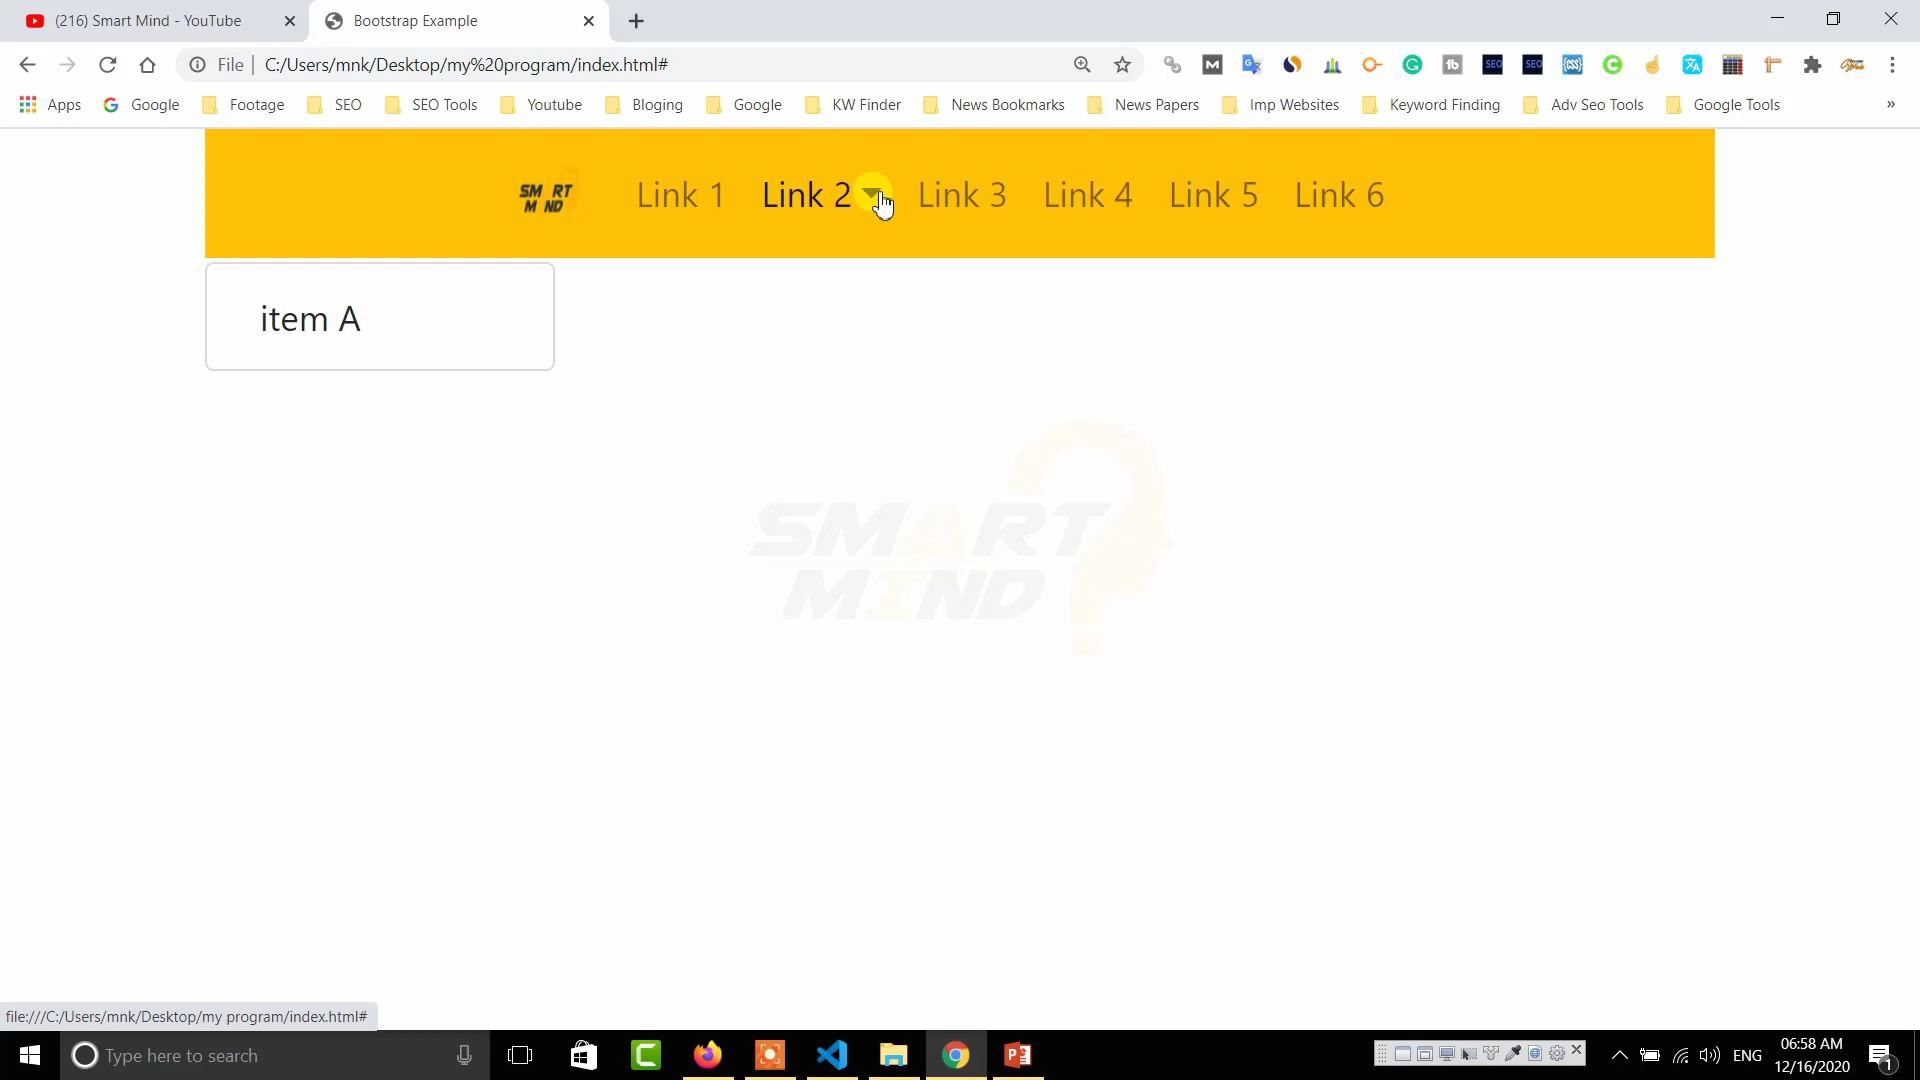 (216) Smart Mind - YouTube
Bootstrap Example
File
C:/Users/mnk/Desktop/my%20program/index.html#
Apps
Google
Footage
SEO
SEO Tools
Youtube
Bloging
Google
KW Finder
News Bookmarks
News Papers
Imp Websites
Keyword Finding
Adv Seo Tools
Google Tools
»
SM RT
M ND
Link 1
Link 2
Link 3
Link 4
Link 5
Link 6
item A
SMART
MIND
file:///C:/Users/mnk/Desktop/my program/index.html#
Type here to search
ENG
06:58 AM
12/16/2020
1